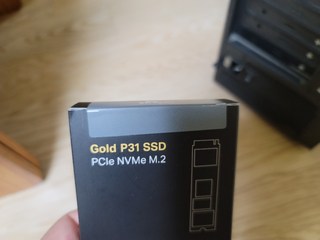 Gold P31 SSD
PCIe NVMe M.2